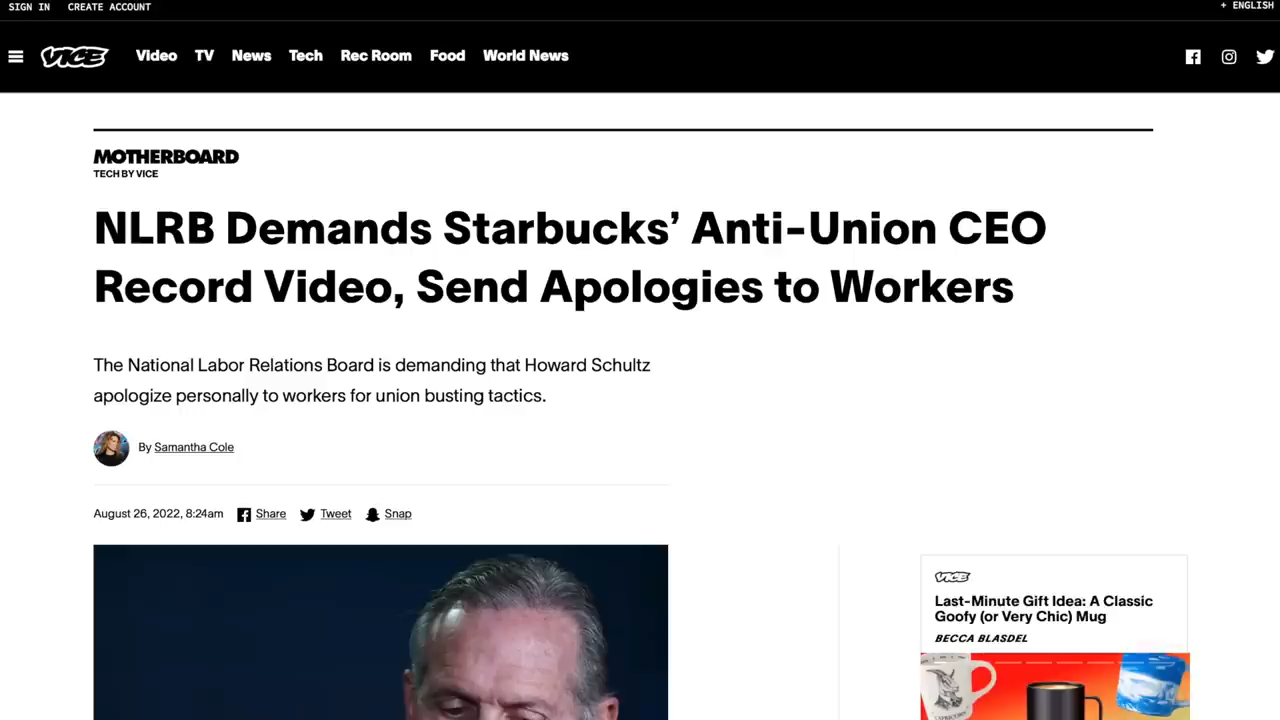 SIGN IN CREATE ACCOUNT + ENGLISH
VICE Video TV News Tech Rec Room Food World News
MOTHERBOARD
TECH BY VICE
NLRB Demands Starbucks’ Anti-Union CEO
Record Video, Send Apologies to Workers
The National Labor Relations Board is demanding that Howard Schultz
apologize personally to workers for union busting tactics.
By Samantha Cole
August 26, 2022, 8:24am Share Tweet Snap
VICE
Last-Minute Gift Idea: A Classic
Goofy (or Very Chic) Mug
BECCA BLASDEL
CAPRICORN